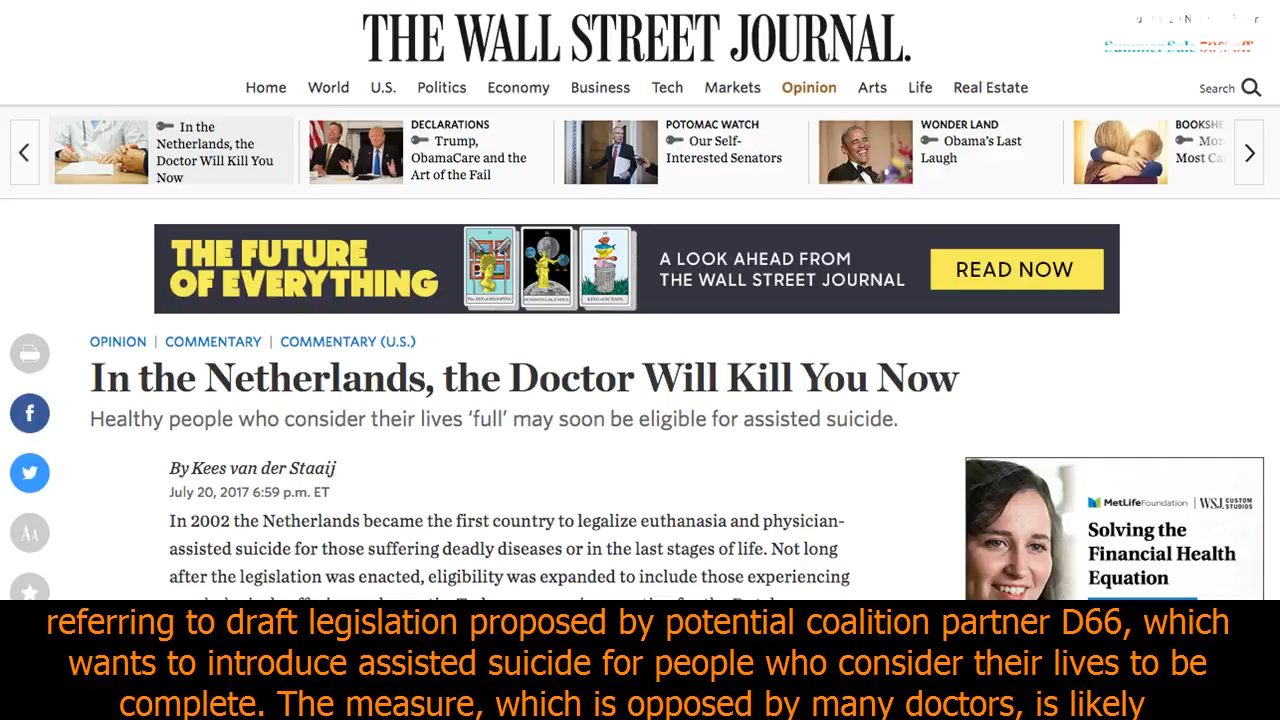 THE WALL STREET JOURNAL.
Home World U.S. Politics Economy Business Tech Markets Opinion Arts Life Real Estate
Search
In the
Netherlands, the
Doctor Will Kill You
Now
DECLARATIONS
Trump,
ObamaCare and the
Art of the Fail
POTOMAC WATCH
Our Self-
Interested Senators
WONDER LAND
Obama's Last
Laugh
BOOKSHE
Mor
Most Ca
THE FUTURE
OF EVERYTHING
A LOOK AHEAD FROM
THE WALL STREET JOURNAL
READ NOW
OPINION | COMMENTARY | COMMENTARY (U.S.)
In the Netherlands, the Doctor Will Kill You Now
Healthy people who consider their lives ‘full’ may soon be eligible for assisted suicide.
By Kees van der Staaij
July 20, 2017 6:59 p.m. ET
In 2002 the Netherlands became the first country to legalize euthanasia and physician-
assisted suicide for those suffering deadly diseases or in the last stages of life. Not long
after the legislation was enacted, eligibility was expanded to include those experiencing
AA
MetLifeFoundation | WSJ. CUSTOM STUDIOS
Solving the
Financial Health
Equation
referring to draft legislation proposed by potential coalition partner D66, which
wants to introduce assisted suicide for people who consider their lives to be
complete. The measure, which is opposed by many doctors, is likely